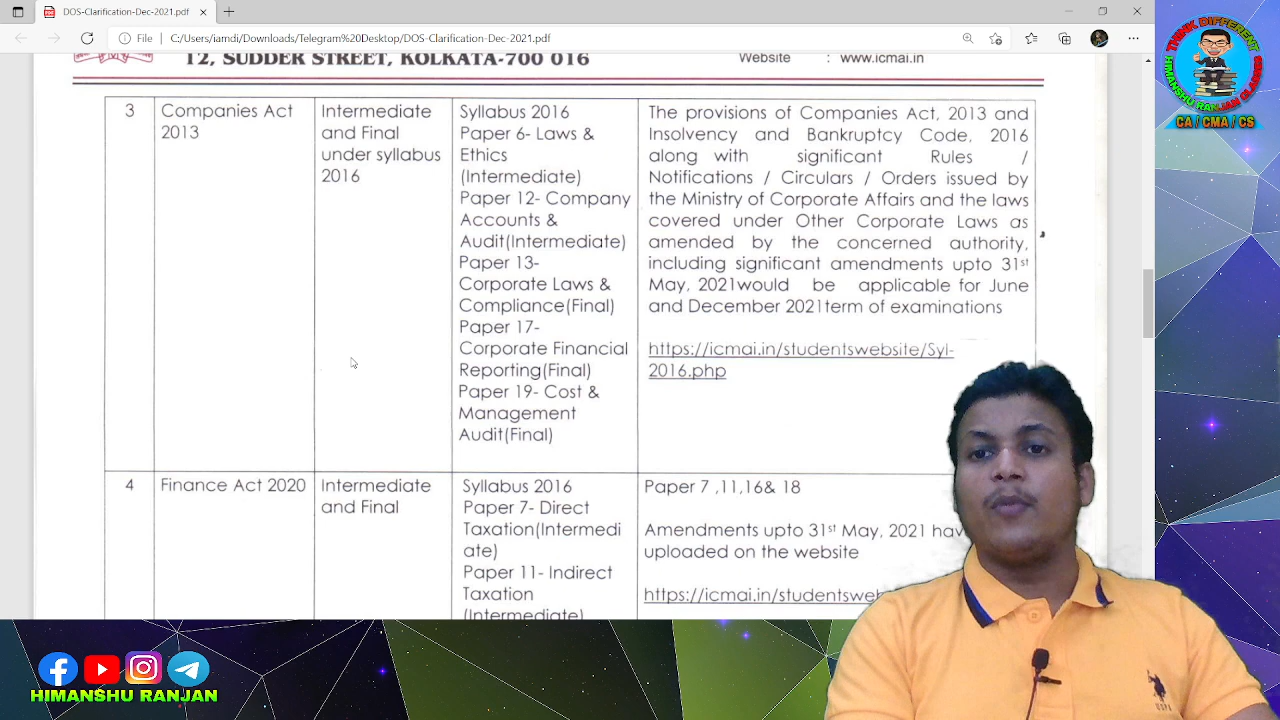 DOS-Clarification-Dec-2021.pdf
File | C:/Users/iamdi/Downloads/Telegram%20Desktop/DOS-Clarification-Dec-2021.pdf
12, SUDDER STREET, KOLKATA-700 016
Website : www.icmai.in
3
Companies Act
2013
Intermediate
and Final
under syllabus
2016
Syllabus 2016
Paper 6- Laws &
Ethics
(Intermediate)
Paper 12- Company
Accounts &
Audit(Intermediate)
Paper 13-
Corporate Laws &
Compliance(Final)
Paper 17-
Corporate Financial
Reporting(Final)
Paper 19- Cost &
Management
Audit(Final)
The provisions of Companies Act, 2013 and
Insolvency and Bankruptcy Code, 2016
along with significant Rules /
Notifications / Circulars / Orders issued by
the Ministry of Corporate Affairs and the laws
covered under Other Corporate Laws as
amended by the concerned authority,
including significant amendments upto 31st
May, 2021would be applicable for June
and December 2021term of examinations
https://icmai.in/studentswebsite/Syl-
2016.php
4
Finance Act 2020
Intermediate
and Final
Syllabus 2016
Paper 7- Direct
Taxation(Intermedi
ate)
Paper 11- Indirect
Taxation
(Intermediate)
Paper 7 ,11,16& 18
Amendments upto 31st May, 2021 hav
uploaded on the website
https://icmai.in/studentsweb
THINK DIFFERENT
HIMANSHU RANJAN CLASSES
CA / CMA / CS
HIMANSHU RANJAN
USPA